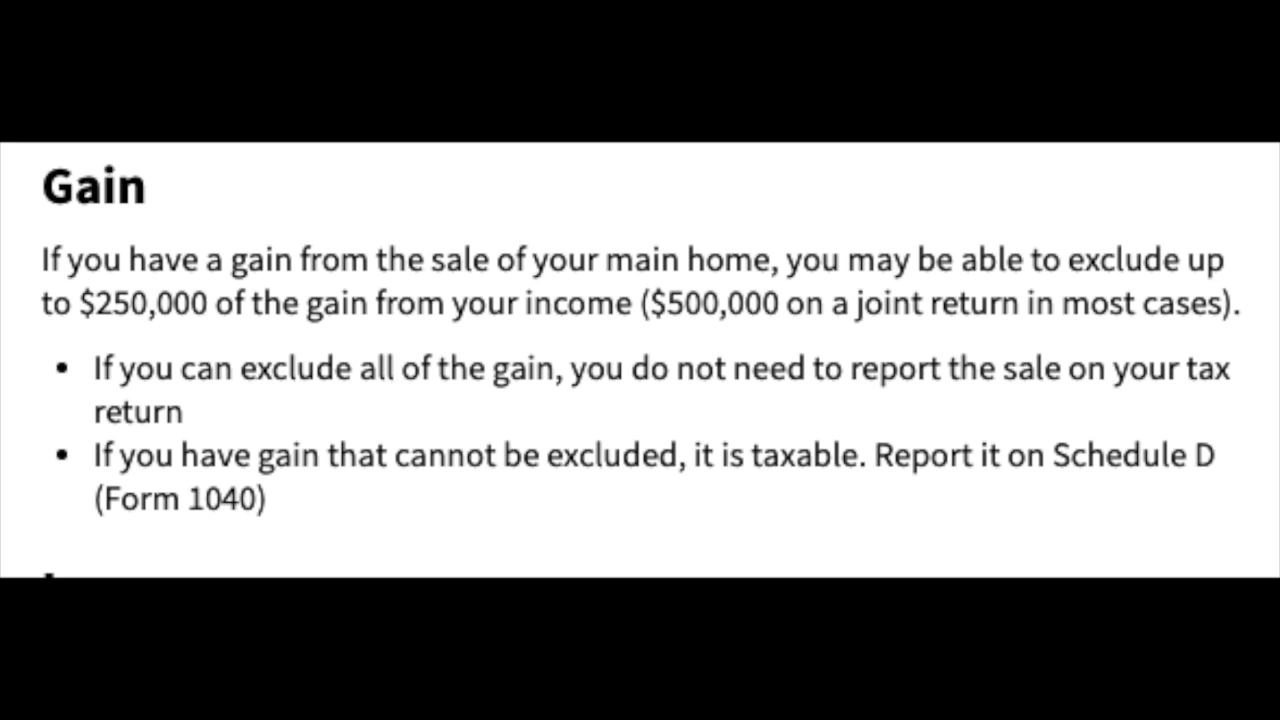 Gain
If you have a gain from the sale of your main home, you may be able to exclude up
to $250,000 of the gain from your income ($500,000 on a joint return in most cases).
• If you can exclude all of the gain, you do not need to report the sale on your tax
return
• If you have gain that cannot be excluded, it is taxable. Report it on Schedule D
(Form 1040)